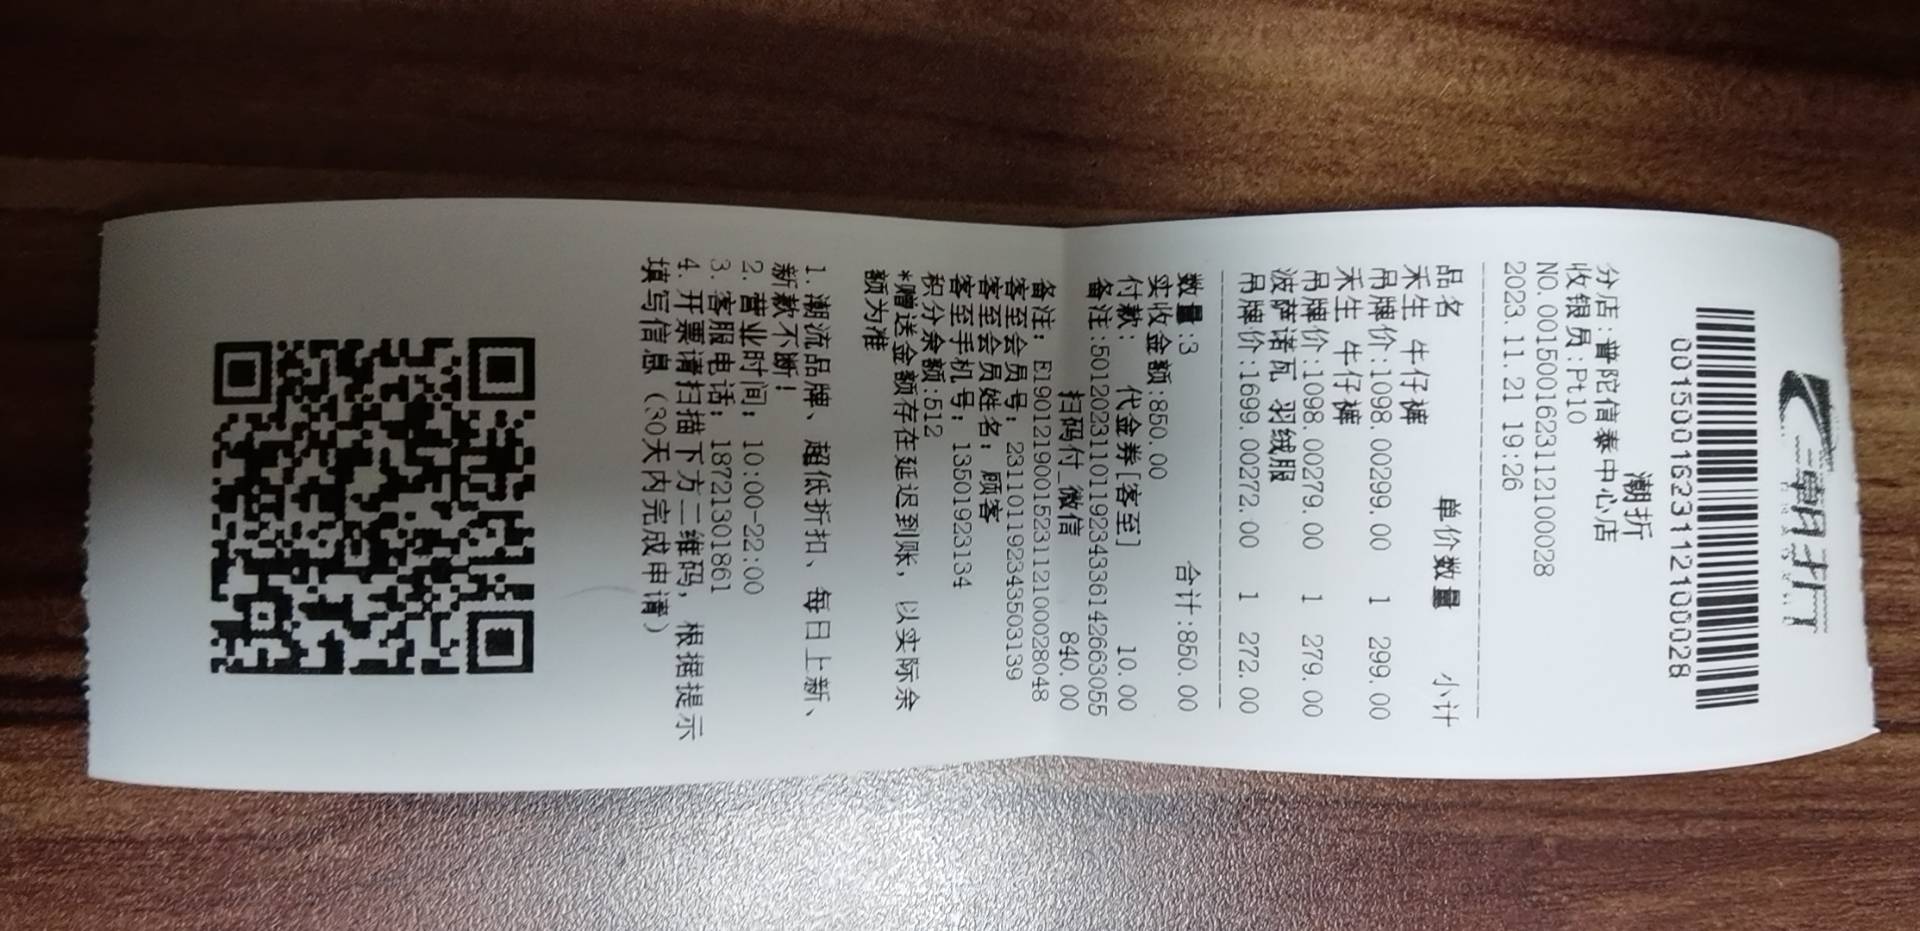 潮折
0015001623112100028
潮折
分店:普陀信泰中心店
收银员:Pt10
NO.0015001623112100028
2023.11.21 19:26
品名 单价数量 小计
禾生 牛仔裤
吊牌价:1098.00299.00 1 299.00
禾生 牛仔裤
吊牌价:1098.00279.00 1 279.00
波萨诺瓦 羽绒服
吊牌价:1699.00272.00 1 272.00
数量:3 合计:850.00
实收金额:850.00
付款: 代金券[客至] 10.00
备注:501202311011923433614266305​5
扫码付_微信 840.00
备注: E190121900152311210002804​8
客至会员号: 231101192343503139
客至会员姓名: 顾客
客至手机号: 13501923134
积分余额:512
*赠送金额存在延迟到账, 以实际余
额为准
1. 潮流品牌、超低折扣、每日上新、
新款不断!
2. 营业时间: 10:00-22:00
3. 客服电话: 18721301861
4. 开票请扫描下方二维码, 根据提示
填写信息 (30天内完成申请)